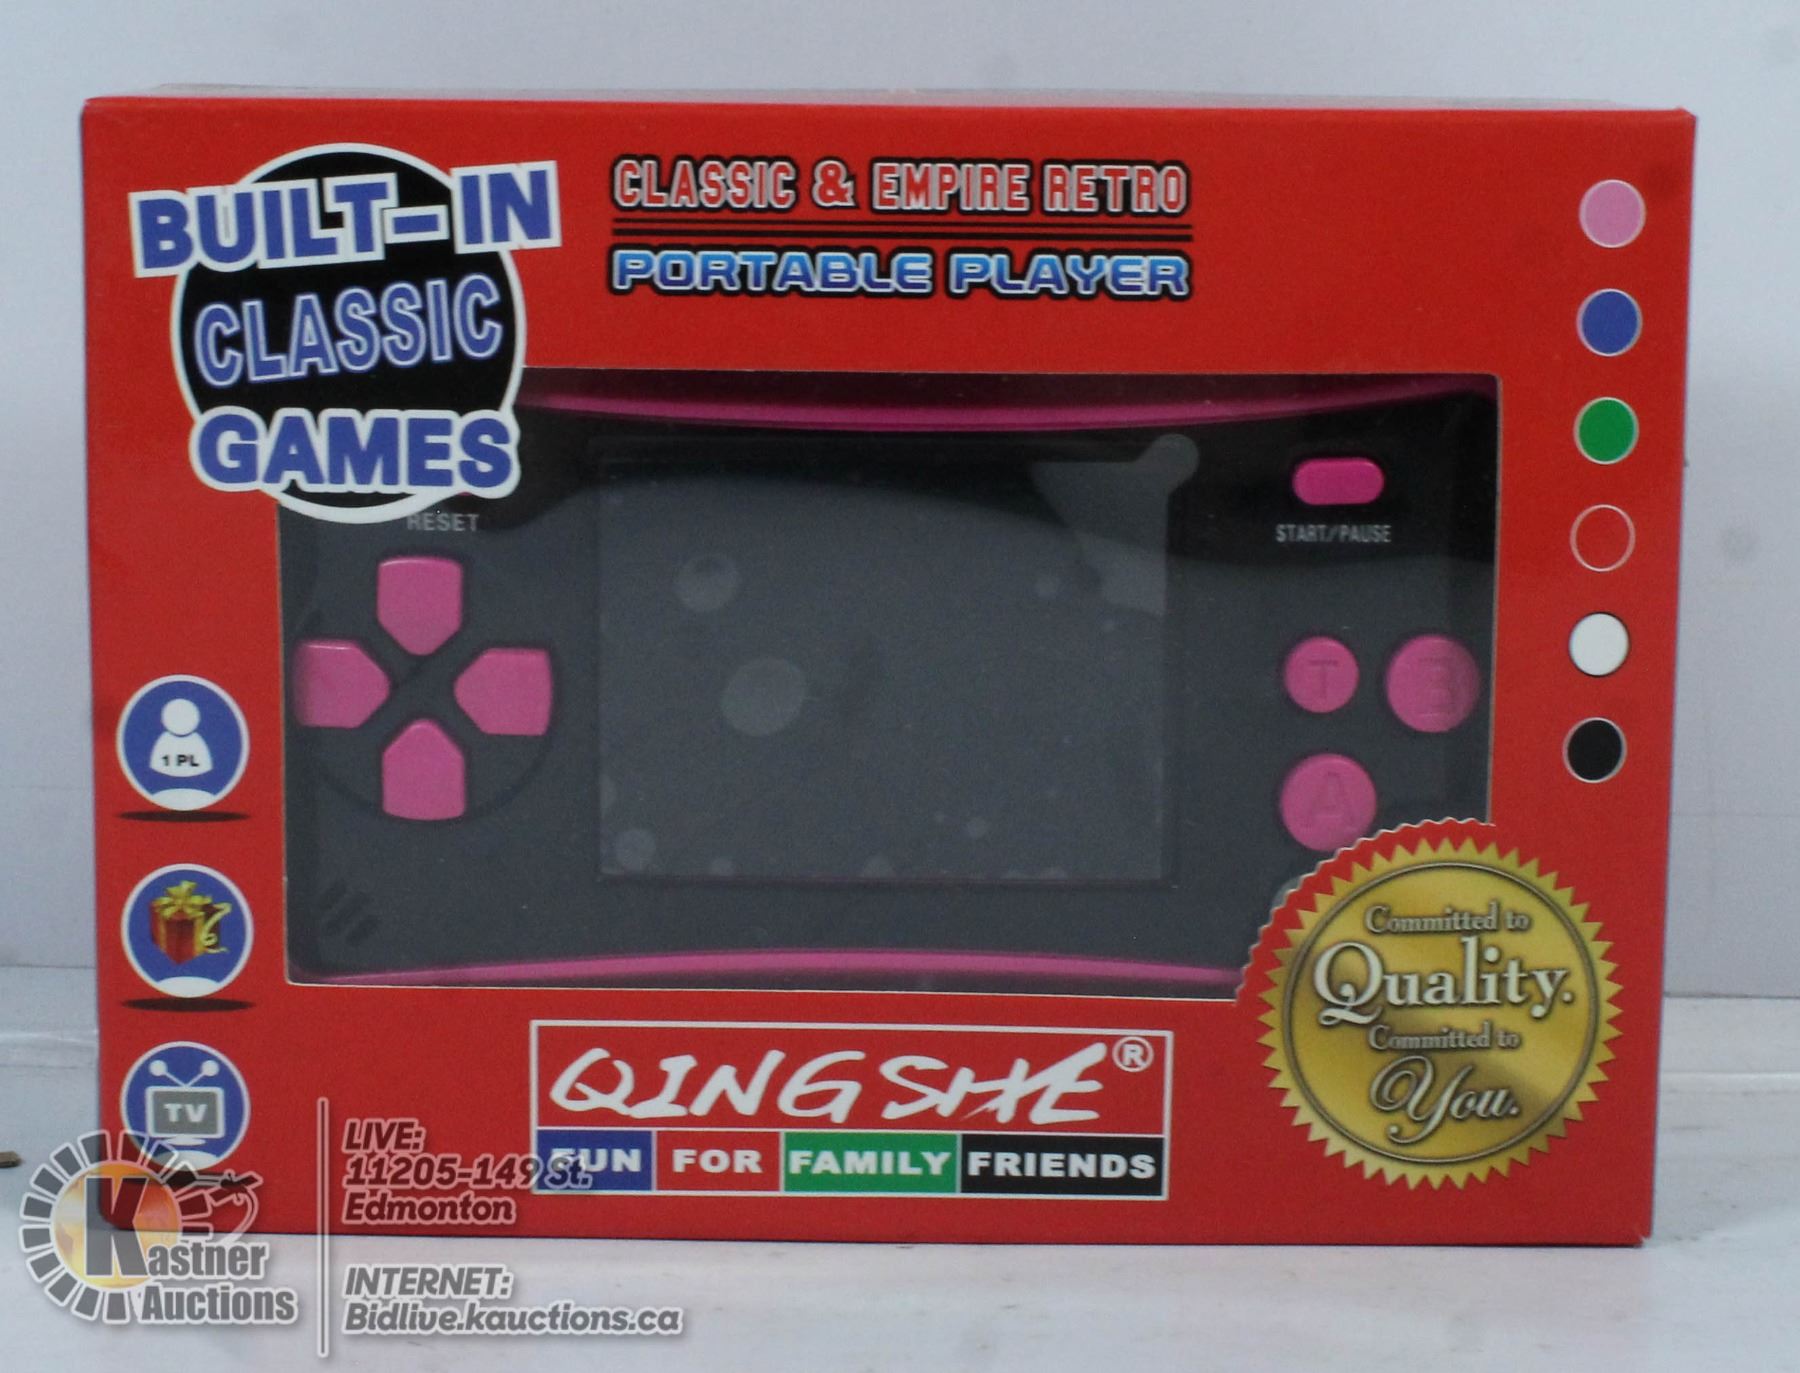 BUILT-IN
CLASSIC
GAMES
CLASSIC & EMPIRE RETRO
PORTABLE PLAYER
RESET
START/PAUSE
T
B
A
1 PL
TV
Committed to
Quality.
Committed to
You.
QINGSHE®
FUN FOR FAMILY FRIENDS
Kastner
Auctions
LIVE:
11205-149 St.
Edmonton
INTERNET:
Bidlive.kauctions.ca